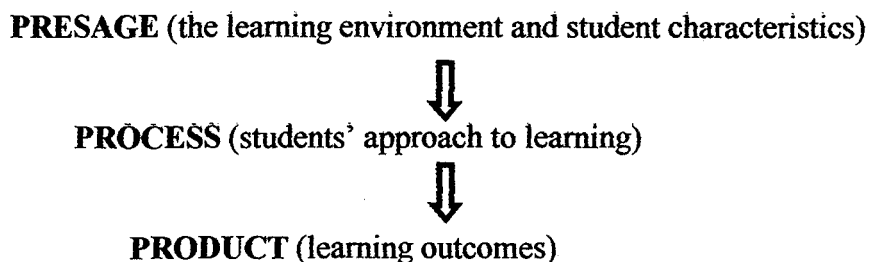 PRESAGE (the learning environment and student characteristics)
PROCESS (students' approach to learning)
PRODUCT (learning outcomes)